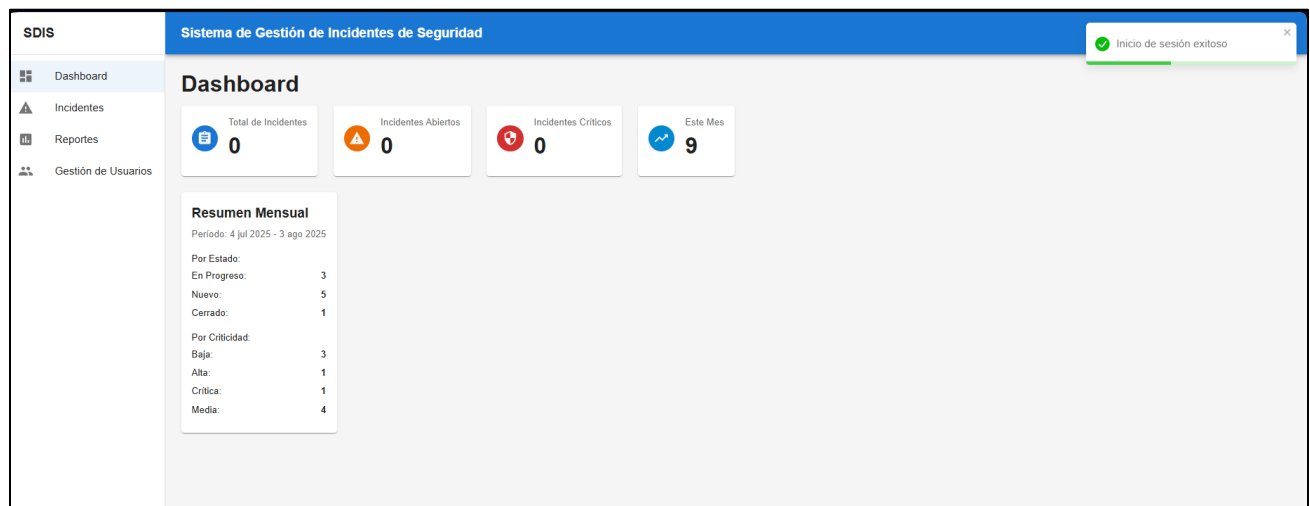 SDIS
Sistema de Gestión de Incidentes de Seguridad
Inicio de sesión exitoso
Dashboard
Incidentes
Reportes
Gestión de Usuarios
Dashboard
Total de Incidentes
0
Incidentes Abiertos
0
Incidentes Críticos
0
Este Mes
9
Resumen Mensual
Período: 4 jul 2025 - 3 ago 2025
Por Estado:
En Progreso: 3
Nuevo: 5
Cerrado: 1
Por Criticidad:
Baja: 3
Alta: 1
Crítica: 1
Media: 4